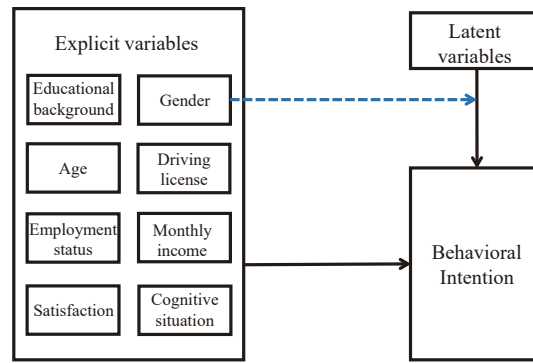 Explicit variables
Educational
background
Gender
Age
Driving
license
Employment
status
Monthly
income
Satisfaction
Cognitive
situation
Latent
variables
Behavioral
Intention